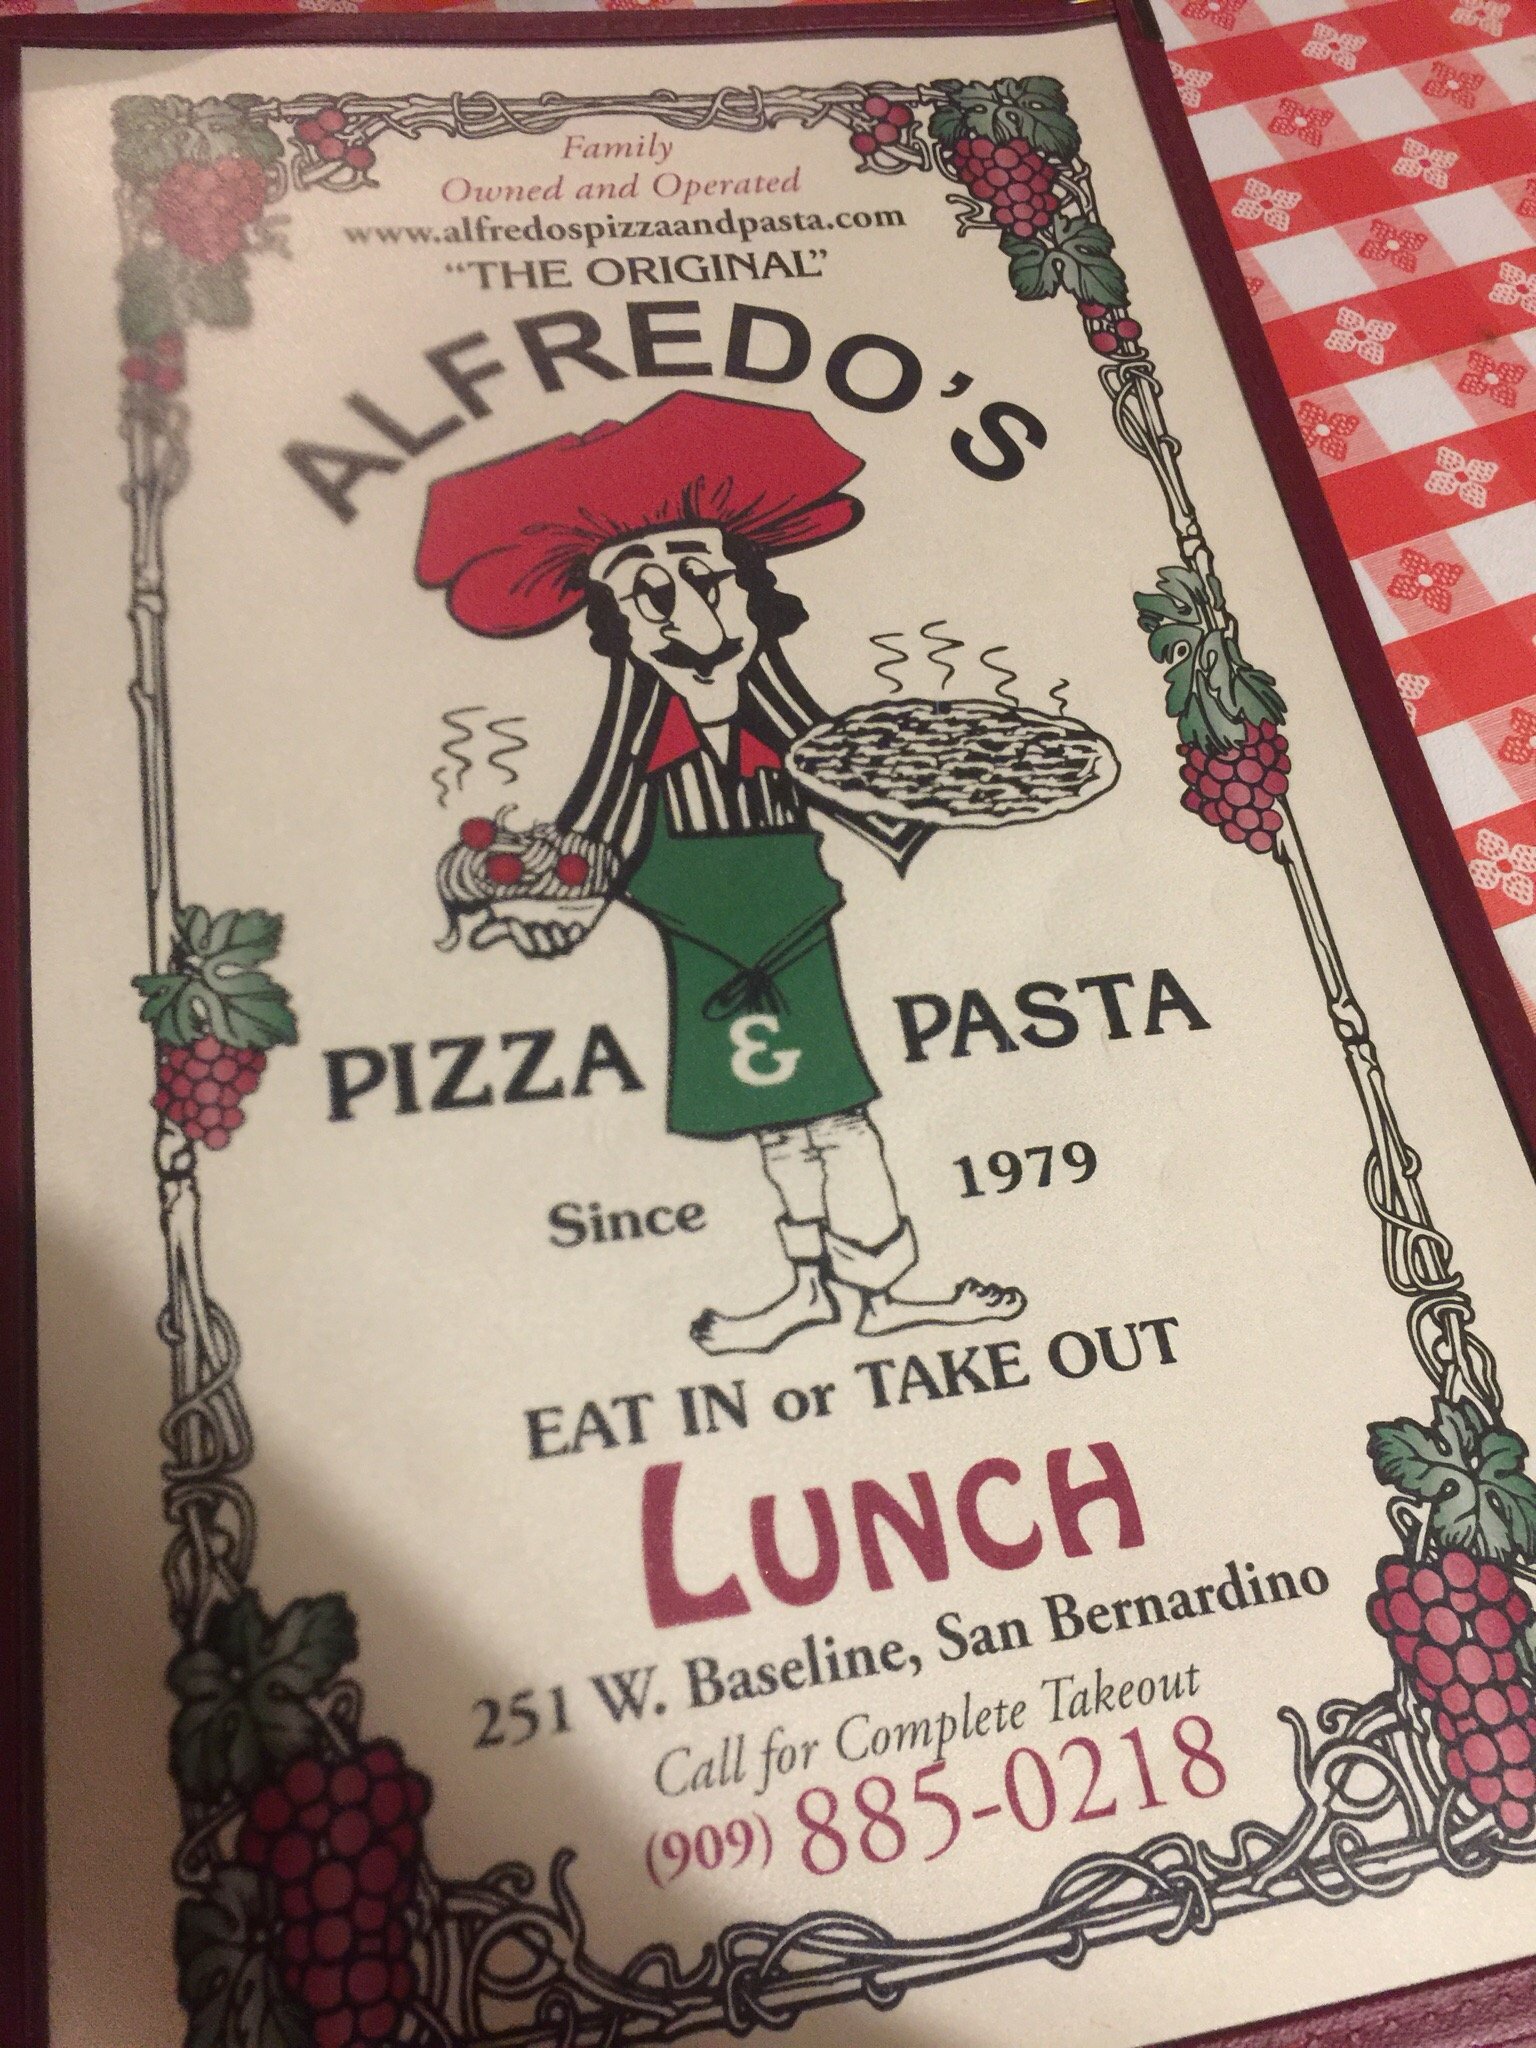 Family
Owned and Operated
www.alfredospizzaandpasta.com
"THE ORIGINAL"
ALFREDO'S
PIZZA & PASTA
Since 1979
EAT IN or TAKE OUT
LUNCH
251 W. Baseline, San Bernardino
Call for Complete Takeout
(909) 885-0218